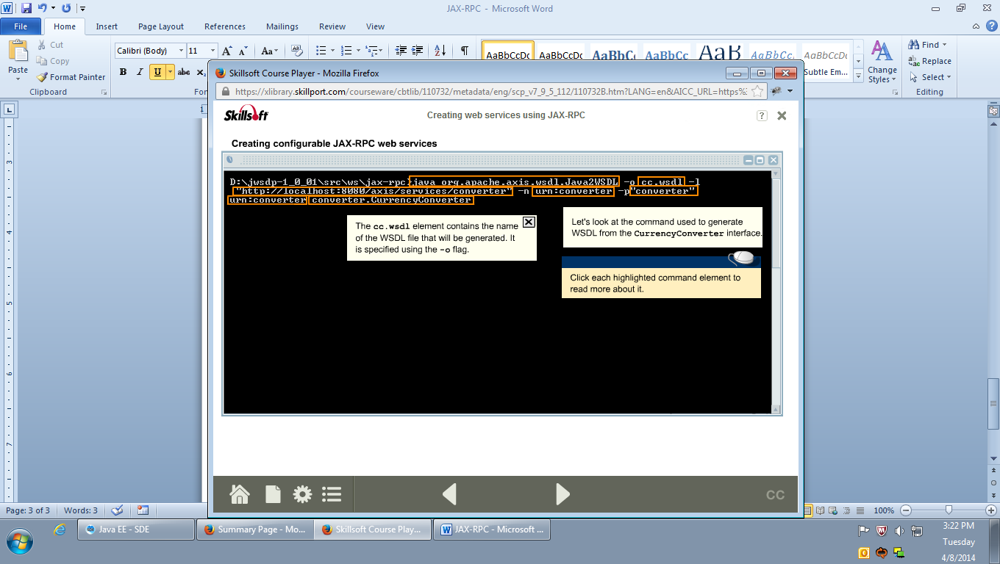 JAX-RPC - Microsoft Word
File Home Insert Page Layout References Mailings Review View
Paste
Cut
Copy
Format Painter
Clipboard
Calibri (Body) 11
B I U abc x₂
AaBbCcDc AaBbCcDc AaBbCc AaBbCc AaB AaBbCc. AaBbCcDc
Subtle Em...
Change
Styles
Find
Replace
Select
Editing
Skillsoft Course Player - Mozilla Firefox
https://xlibrary.skillport.com/courseware/cbtlib/110732/metadata/eng/scp_v7_9_5_112/110732B.htm?LANG=en&AICC_URL=https%3
Skillsoft
Creating web services using JAX-RPC
Creating configurable JAX-RPC web services
D:\jwsdp-1_0_01\src\ws\jax-rpc>java org.apache.axis.wsdl.Java2WSDL -o cc.wsdl -l
"http://localhost:8080/axis/services/converter" -n urn:converter -p"converter"
urn:converter converter.CurrencyConverter
The cc.wsdl element contains the name
of the WSDL file that will be generated. It
is specified using the -o flag.
Let's look at the command used to generate
WSDL from the CurrencyConverter interface.
Click each highlighted command element to
read more about it.
CC
3
4
5
6
7
Page: 3 of 3 Words: 3
100%
Java EE - SDE
Summary Page - Mo...
Skillsoft Course Play...
JAX-RPC - Microsoft ...
3:22 PM
Tuesday
4/8/2014